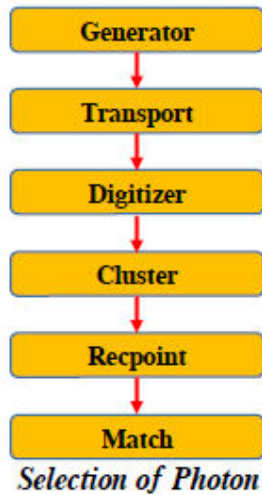 Generator
Transport
Digitizer
Cluster
Recpoint
Match
Selection of Photon